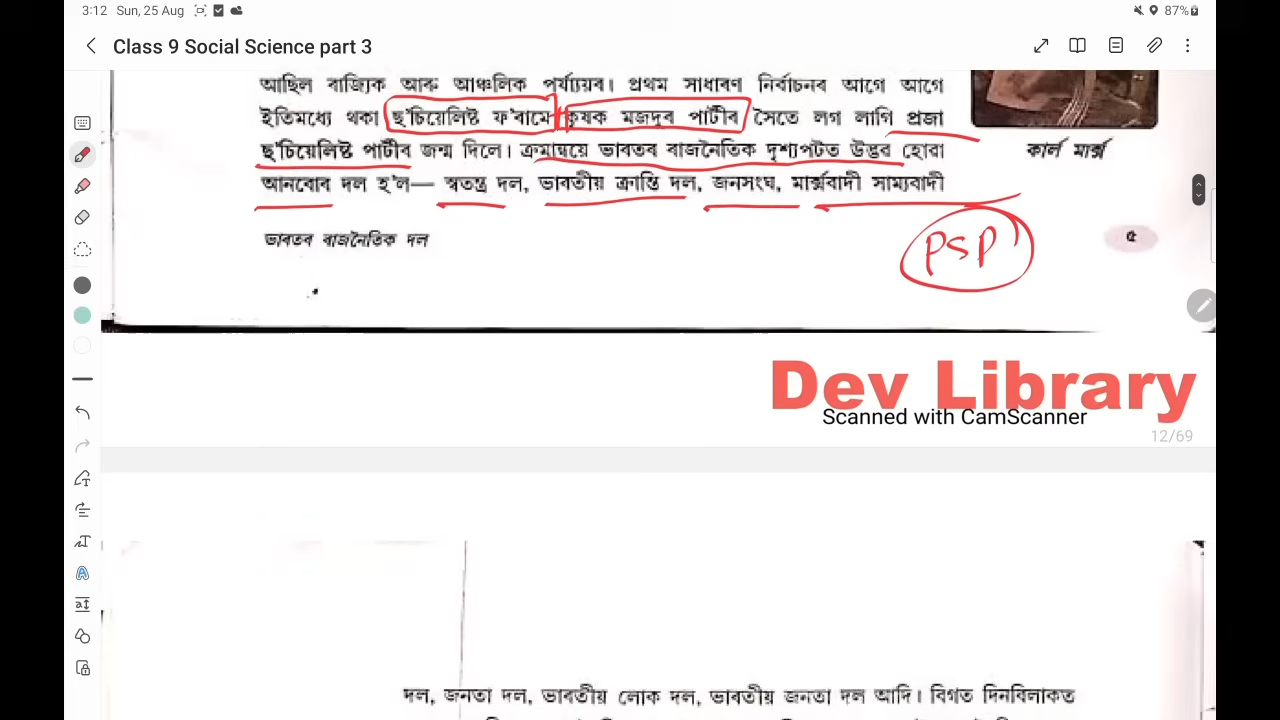 3:12 Sun, 25 Aug
87%
Class 9 Social Science part 3
আছিল ৰাজ্যিক আৰু আঞ্চলিক পৰ্য্যায়ৰ। প্ৰথম সাধাৰণ নিৰ্বাচনৰ আগে আগে
ইতিমধ্যে থকা ছ'চিয়েলিষ্ট ফ'ৰামে কৃষক মজদুৰ পাৰ্টীৰ সৈতে লগ লাগি প্ৰজা
ছ'চিয়েলিষ্ট পাৰ্টীৰ জন্ম দিলে। ক্ৰমান্বয়ে ভাৰতৰ ৰাজনৈতিক দৃশ্যপটত উদ্ভৱ হোৱা
আনবোৰ দল হ'ল— স্বতন্ত্ৰ দল, ভাৰতীয় ক্ৰান্তি দল, জনসংঘ, মাৰ্ক্সবাদী সাম্যবাদী
কাৰ্ল মাৰ্ক্স
PSP
ভাৰতৰ ৰাজনৈতিক দল
৫
Dev Library
Scanned with CamScanner
12/69
দল, জনতা দল, ভাৰতীয় লোক দল, ভাৰতীয় জনতা দল আদি। বিগত দিনবিলাকত